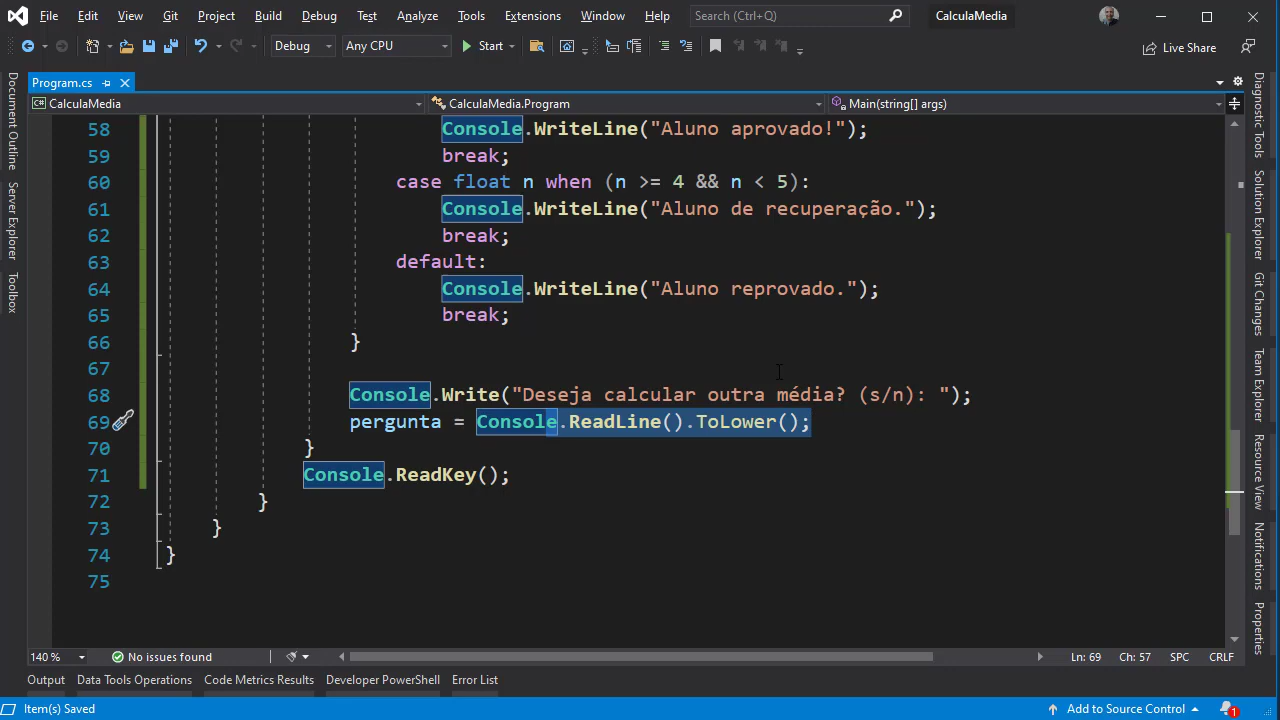 File Edit View Git Project Build Debug Test Analyze Tools Extensions Window Help Search (Ctrl+Q) CalculaMedia
Debug Any CPU Start Live Share
Program.cs
CalculaMedia CalculaMedia.Program Main(string[] args)
58 Console.WriteLine("Aluno aprovado!");
59 break;
60 case float n when (n >= 4 && n < 5):
61 Console.WriteLine("Aluno de recuperação.");
62 break;
63 default:
64 Console.WriteLine("Aluno reprovado.");
65 break;
66 }
67
68 Console.Write("Deseja calcular outra média? (s/n): ");
69 pergunta = Console.ReadLine().ToLower();
70 }
71 Console.ReadKey();
72 }
73 }
74 }
75
Document Outline
Server Explorer
Toolbox
Diagnostic Tools
Solution Explorer
Git Changes
Team Explorer
Resource View
Notifications
Properties
140 % No issues found Ln: 69 Ch: 57 SPC CRLF
Output Data Tools Operations Code Metrics Results Developer PowerShell Error List
Item(s) Saved Add to Source Control 1